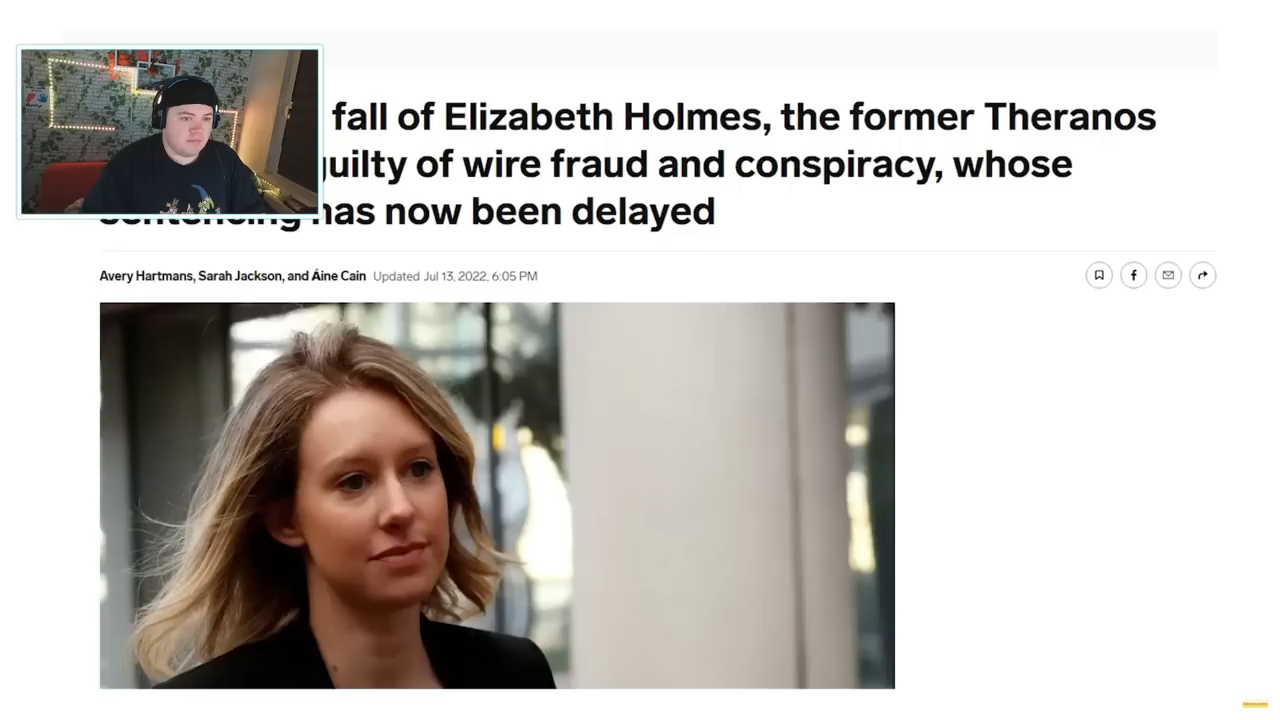 fall of Elizabeth Holmes, the former Theranos
guilty of wire fraud and conspiracy, whose
sentencing has now been delayed
Avery Hartmans, Sarah Jackson, and Áine Cain Updated Jul 13, 2022, 6:05 PM